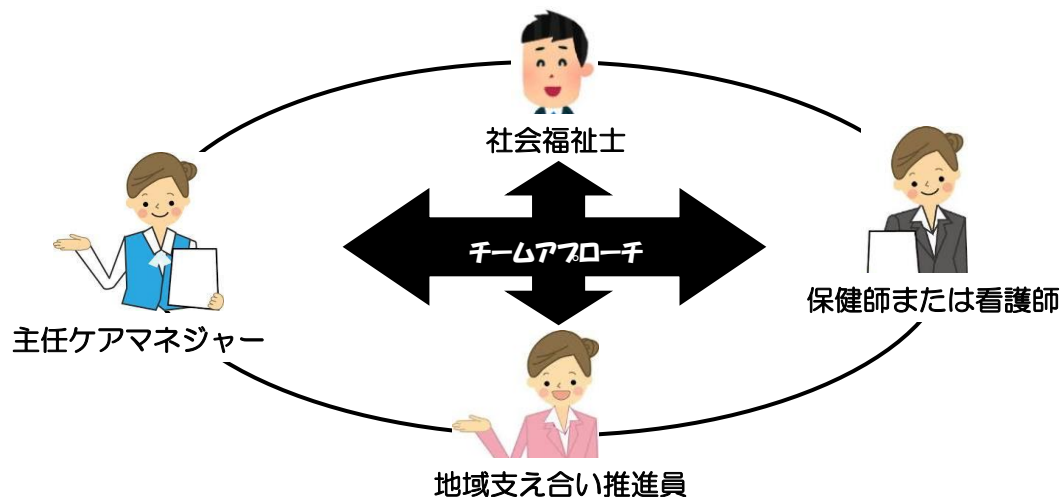 社会福祉士
チームアプローチ
保健師または看護師
主任ケアマネジャー
地域支え合い推進員